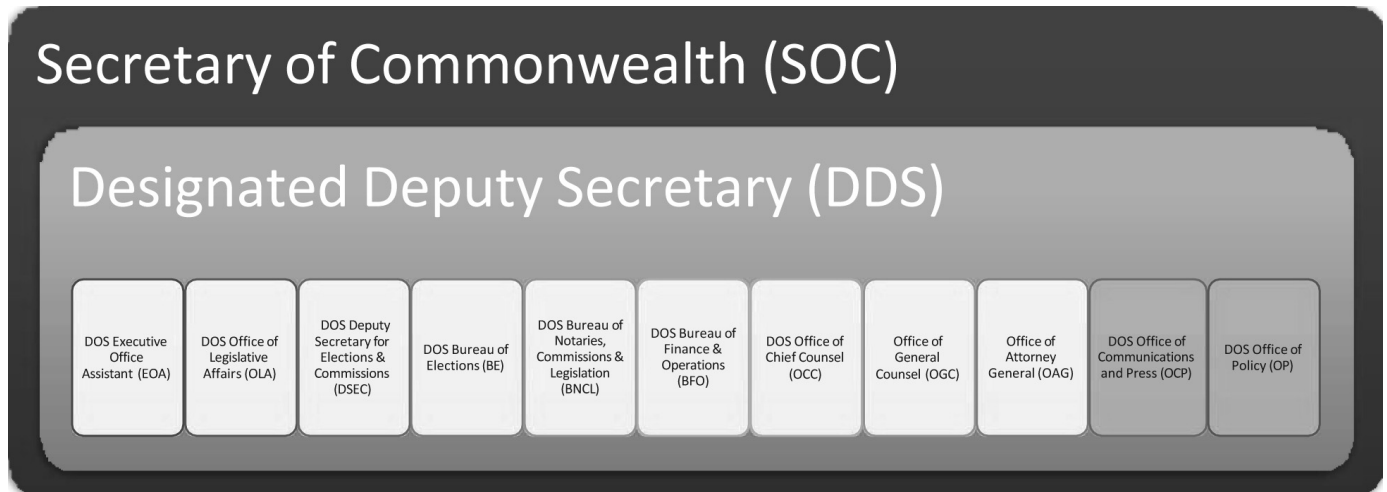 Secretary of Commonwealth (SOC)
Designated Deputy Secretary (DDS)
DOS Executive
Office
Assistant (EOA)
DOS Office of
Legislative
Affairs (OLA)
DOS Deputy
Secretary for
Elections &
Commissions
(DSEC)
DOS Bureau of
Elections (BE)
DOS Bureau of
Notaries,
Commissions &
Legislation
(BNCL)
DOS Bureau of
Finance &
Operations
(BFO)
DOS Office of
Chief Counsel
(OCC)
Office of
General
Counsel (OGC)
Office of
Attorney
General (OAG)
DOS Office of
Communications
and Press (OCP)
DOS Office of
Policy (OP)